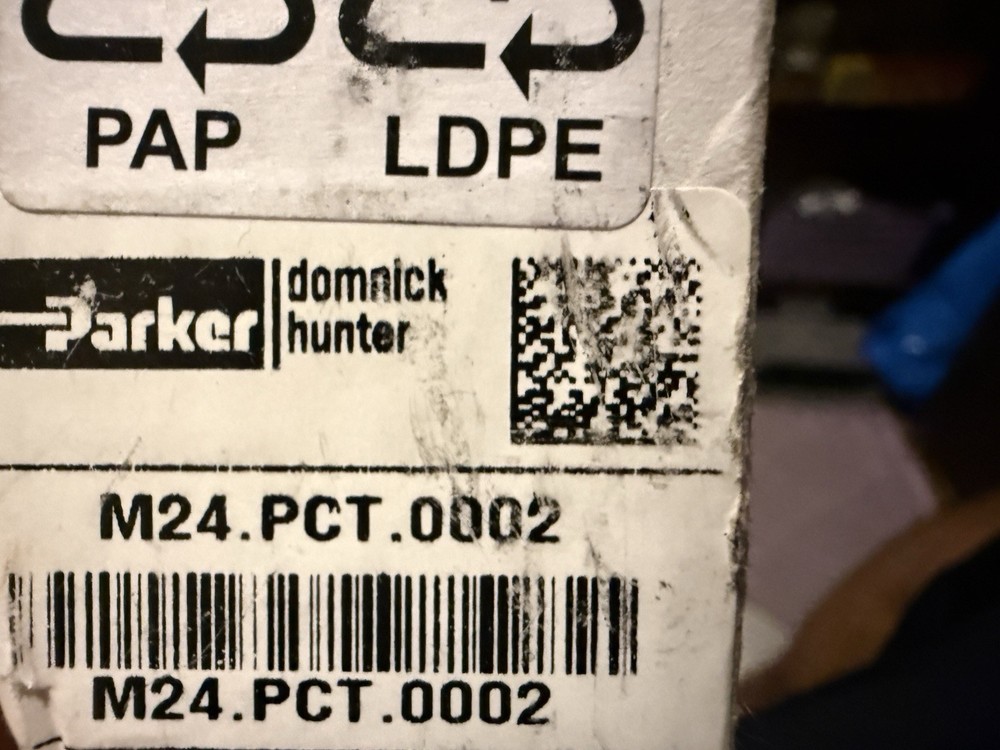 PAP LDPE
Parker domnick
hunter
M24.PCT.0002
M24.PCT.0002